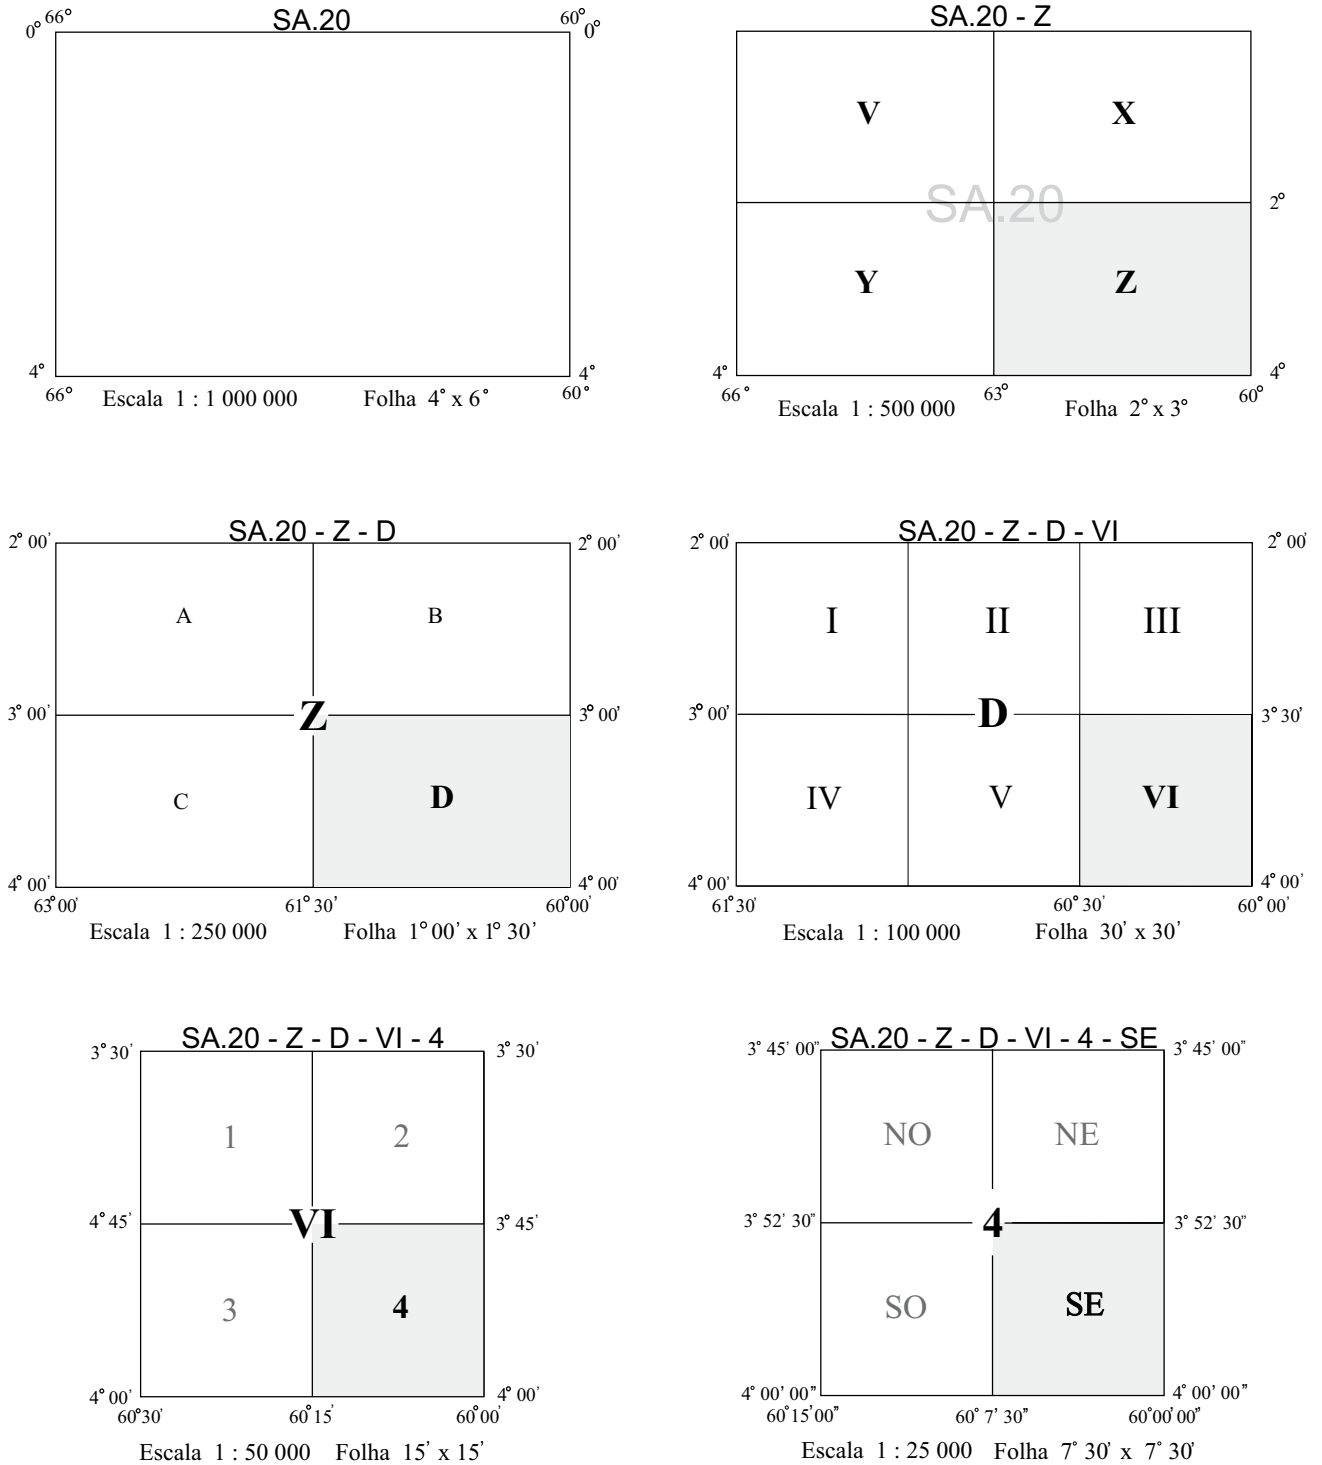 SA.20
66° 60°
0° 0°
4° 4°
66° 60°
Escala 1 : 1 000 000 Folha 4° x 6°
SA.20 - Z
V X
SA.20
2°
Y Z
4° 4°
66° 63° 60°
Escala 1 : 500 000 Folha 2° x 3°
SA.20 - Z - D
2° 00' 2° 00'
A B
3° 00' Z 3° 00'
C D
4° 00' 4° 00'
63°00' 61°30' 60°00'
Escala 1 : 250 000 Folha 1° 00' x 1° 30'
SA.20 - Z - D - VI
2° 00' 2° 00'
I II III
3° 00' D 3° 30'
IV V VI
4° 00' 4° 00'
61°30' 60°30' 60°00'
Escala 1 : 100 000 Folha 30' x 30'
SA.20 - Z - D - VI - 4
3° 30' 3° 30'
1 2
4° 45' VI 3° 45'
3 4
4° 00' 4° 00'
60°30' 60°15' 60°00'
Escala 1 : 50 000 Folha 15' x 15'
SA.20 - Z - D - VI - 4 - SE
3° 45' 00" 3° 45' 00"
NO NE
3° 52' 30" 4 3° 52' 30"
SO SE
4° 00' 00" 4° 00' 00"
60°15'00" 60°7' 30" 60°00'00"
Escala 1 : 25 000 Folha 7° 30' x 7° 30'